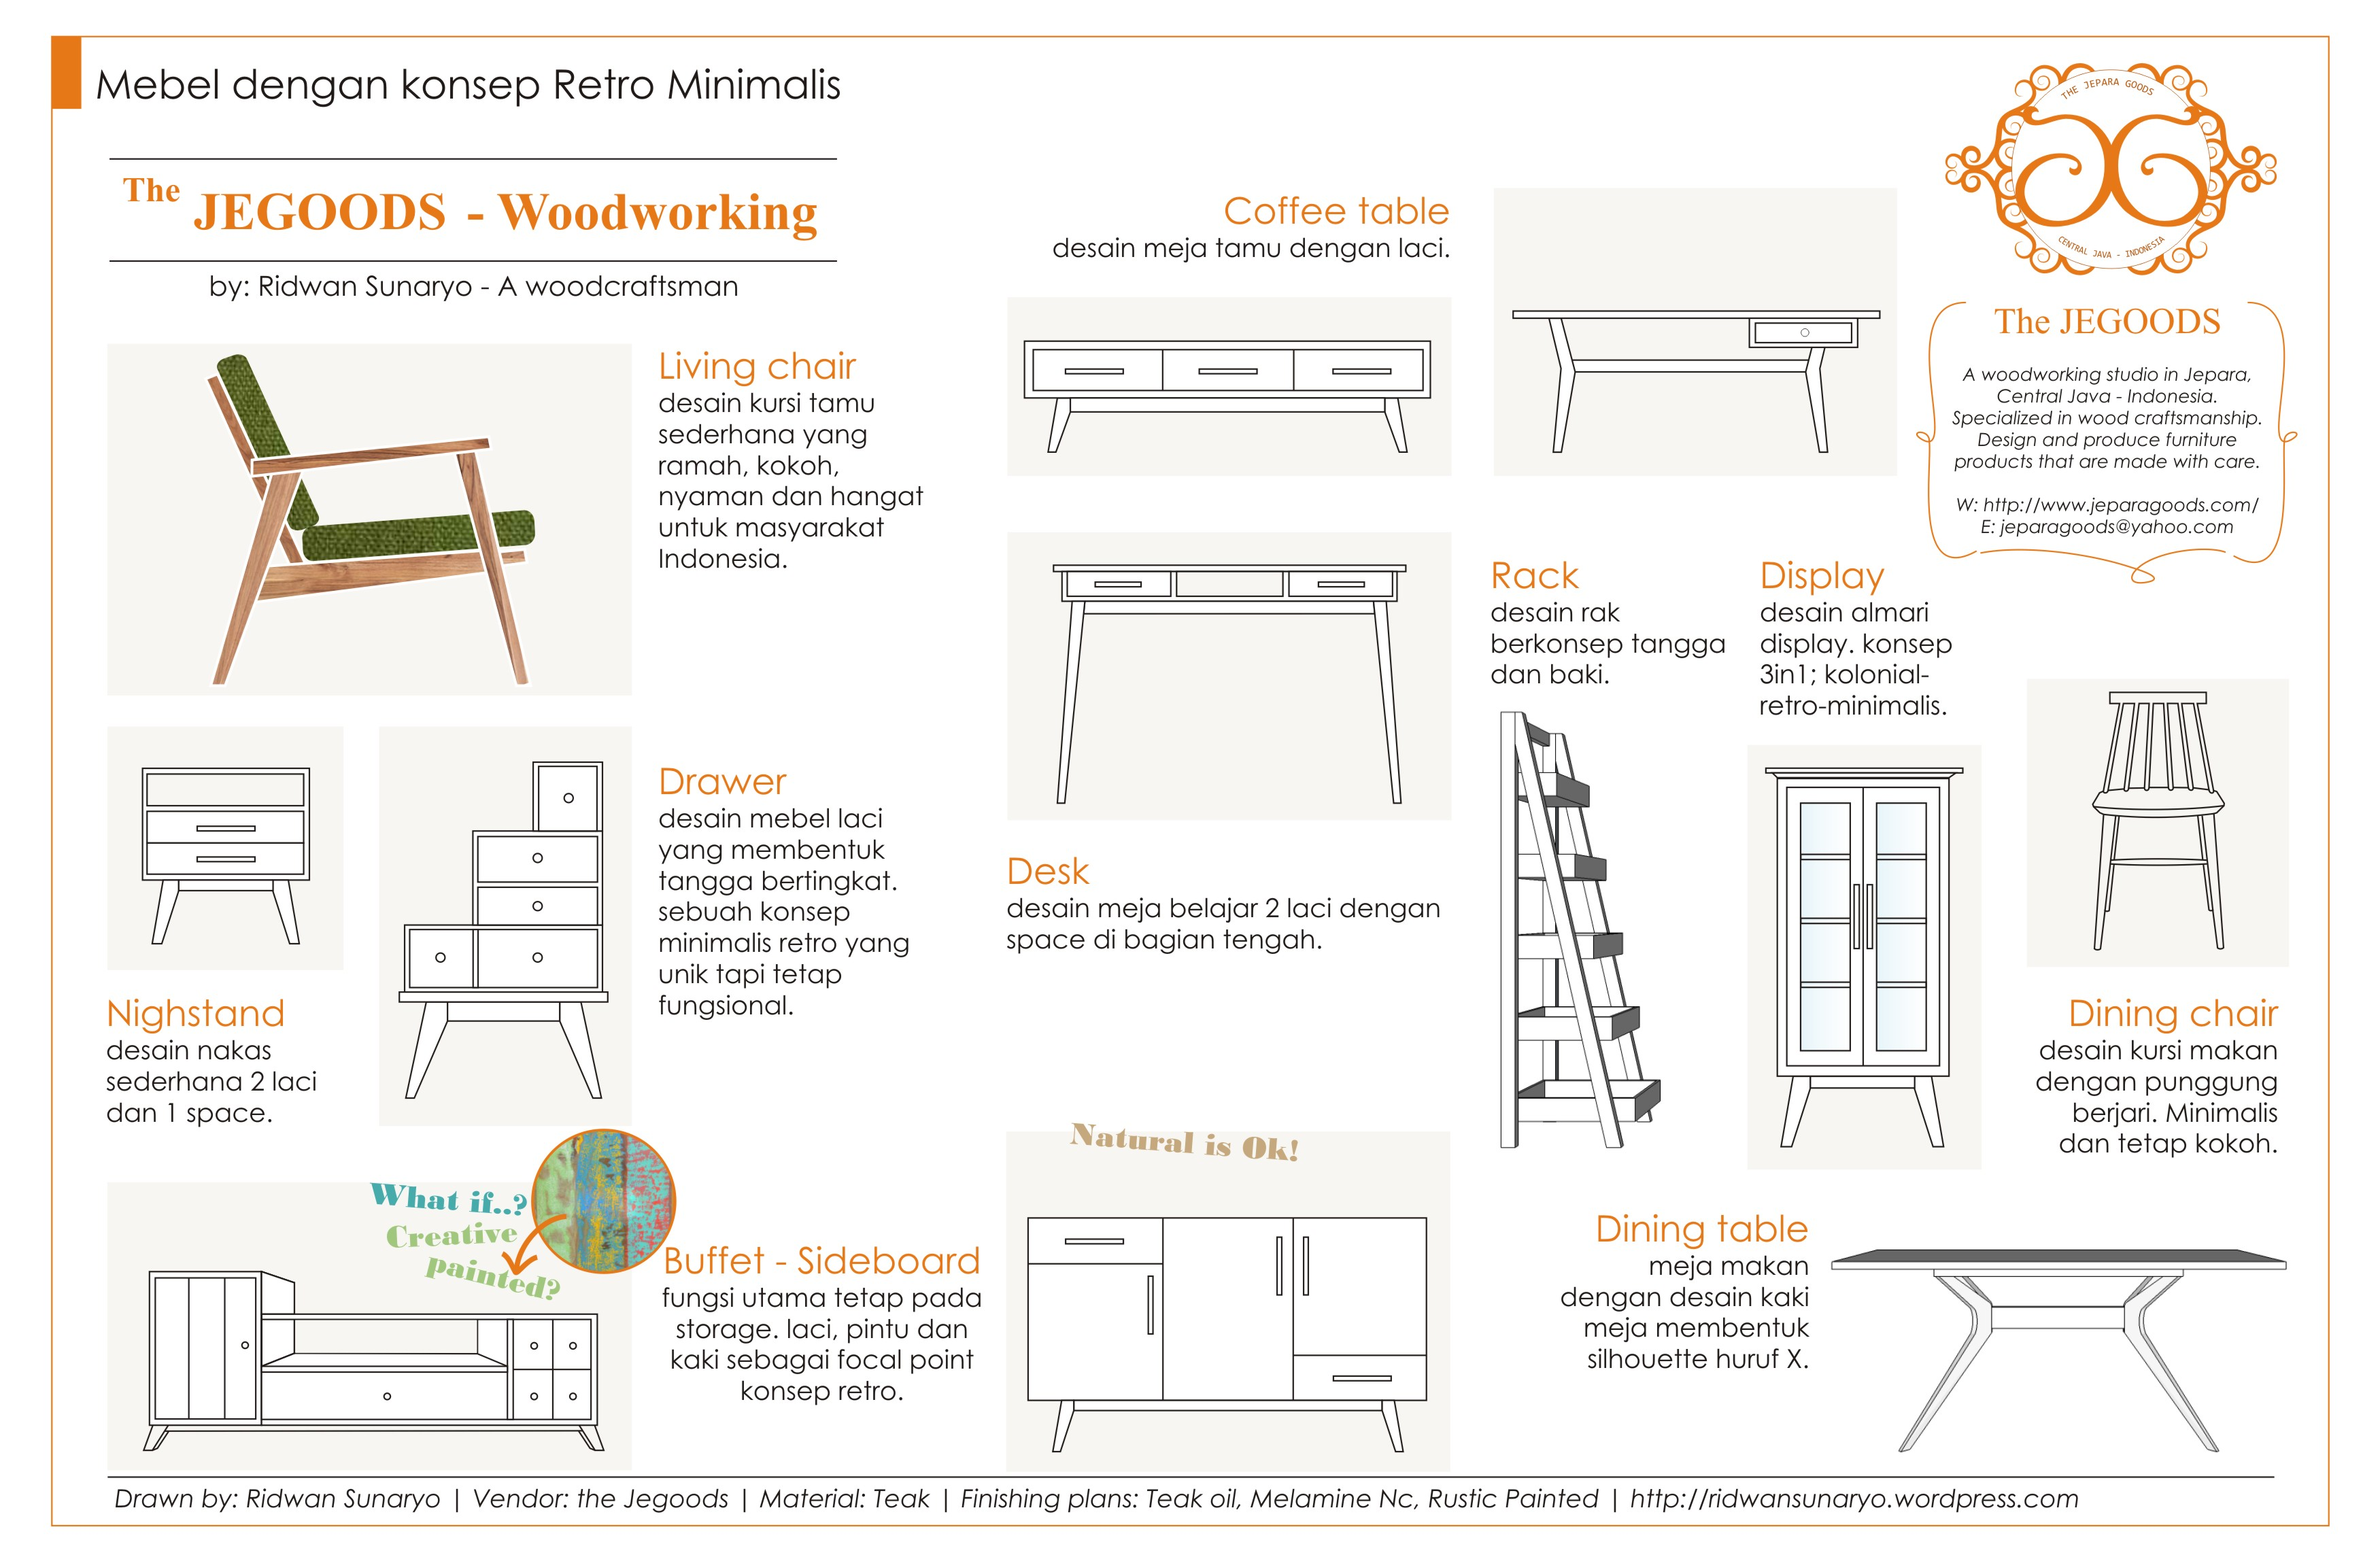 Mebel dengan konsep Retro Minimalis
The JEGOODS - Woodworking
by: Ridwan Sunaryo - A woodcraftsman
Living chair
desain kursi tamu
sederhana yang
ramah, kokoh,
nyaman dan hangat
untuk masyarakat
Indonesia.
Nighstand
desain nakas
sederhana 2 laci
dan 1 space.
Drawer
desain mebel laci
yang membentuk
tangga bertingkat.
sebuah konsep
minimalis retro yang
unik tapi tetap
fungsional.
What if..?
Creative
painted?
Buffet - Sideboard
fungsi utama tetap pada
storage. laci, pintu dan
kaki sebagai focal point
konsep retro.
Coffee table
desain meja tamu dengan laci.
Desk
desain meja belajar 2 laci dengan
space di bagian tengah.
Natural is Ok!
Rack
desain rak
berkonsep tangga
dan baki.
Display
desain almari
display. konsep
3in1; kolonial-
retro-minimalis.
THE JEPARA GOODS
CENTRAL JAVA - INDONESIA
The JEGOODS
A woodworking studio in Jepara,
Central Java - Indonesia.
Specialized in wood craftsmanship.
Design and produce furniture
products that are made with care.
W: http://www.jeparagoods.com/
E: jeparagoods@yahoo.com
Dining chair
desain kursi makan
dengan punggung
berjari. Minimalis
dan tetap kokoh.
Dining table
meja makan
dengan desain kaki
meja membentuk
silhouette huruf X.
Drawn by: Ridwan Sunaryo | Vendor: the Jegoods | Material: Teak | Finishing plans: Teak oil, Melamine Nc, Rustic Painted | http://ridwansunaryo.wordpress.com